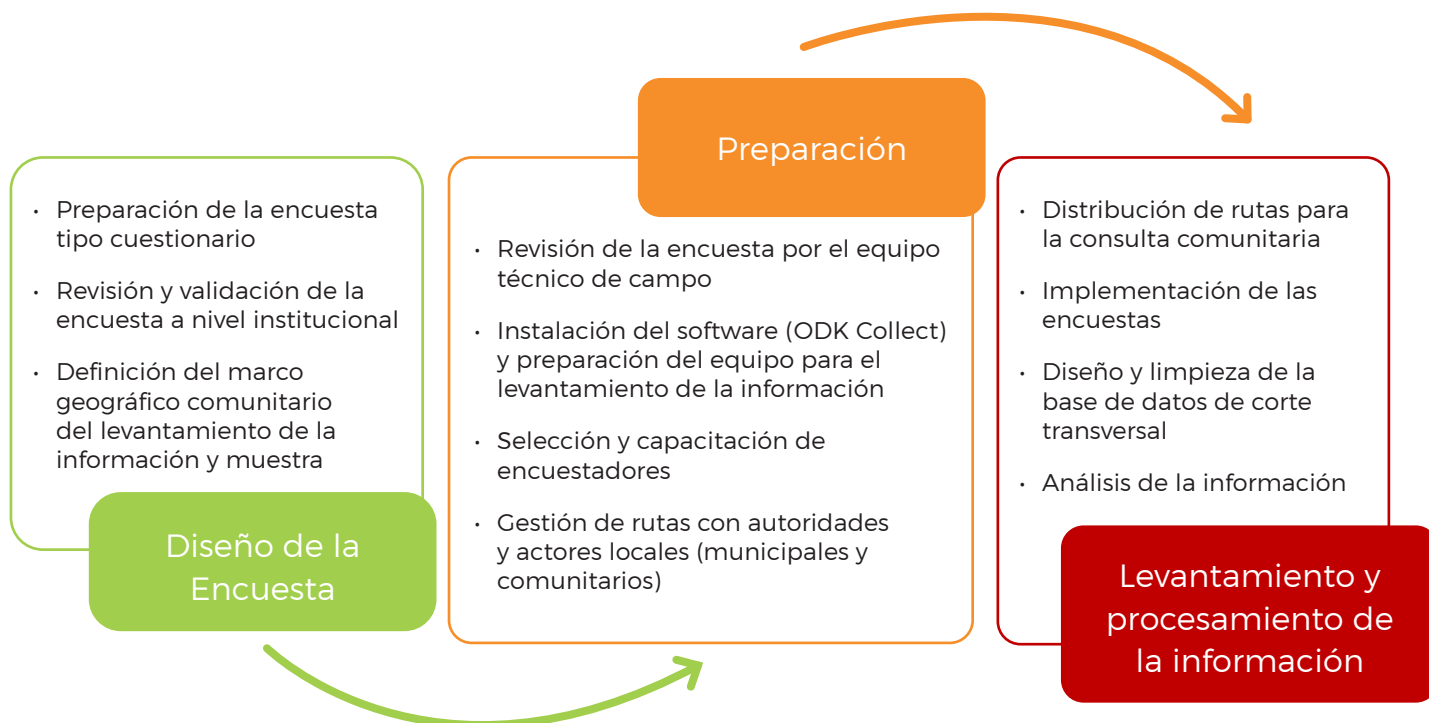 • Preparación de la encuesta
tipo cuestionario
• Revisión y validación de la
encuesta a nivel institucional
• Definición del marco
geográfico comunitario
del levantamiento de la
información y muestra
Diseño de la
Encuesta
Preparación
• Revisión de la encuesta por el equipo
técnico de campo
• Instalación del software (ODK Collect)
y preparación del equipo para el
levantamiento de la información
• Selección y capacitación de
encuestadores
• Gestión de rutas con autoridades
y actores locales (municipales y
comunitarios)
• Distribución de rutas para
la consulta comunitaria
• Implementación de las
encuestas
• Diseño y limpieza de la
base de datos de corte
transversal
• Análisis de la información
Levantamiento y
procesamiento de
la información